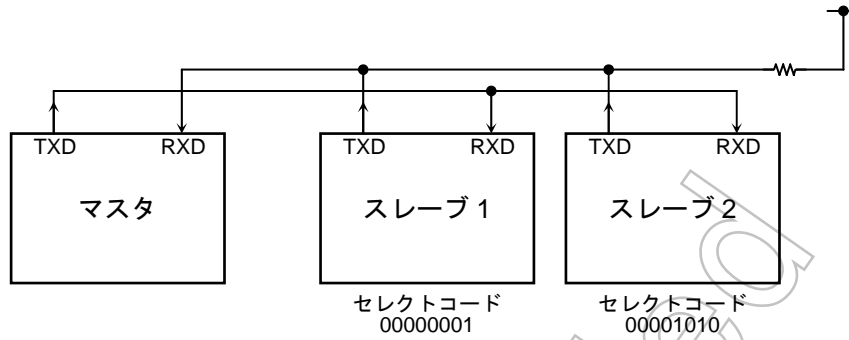 TXD RXD TXD RXD TXD RXD
マスタ スレーブ 1 スレーブ 2
セレクトコード セレクトコード
00000001 00001010